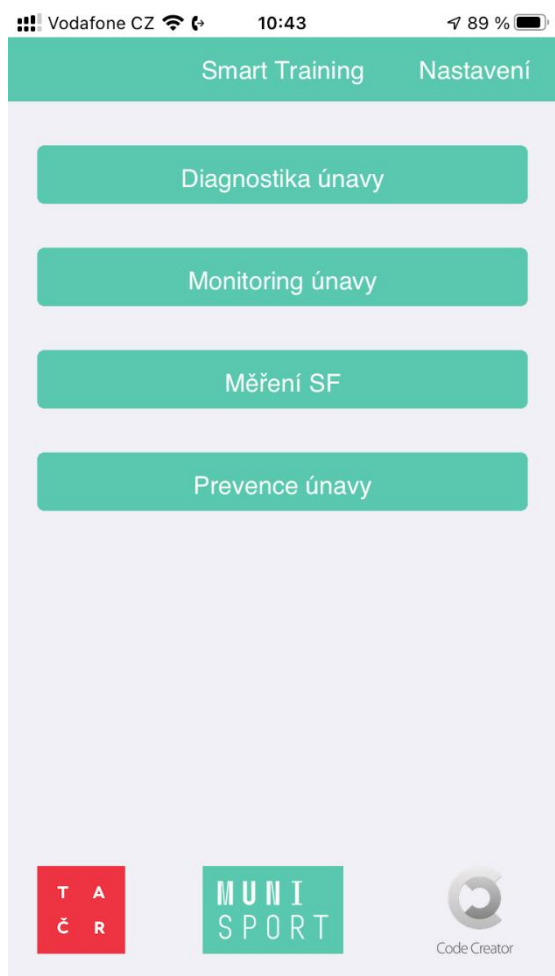 Vodafone CZ 10:43 89 %
Smart Training Nastavení
Diagnostika únavy
Monitoring únavy
Měření SF
Prevence únavy
T A
Č R
MUNI
SPORT
Code Creator